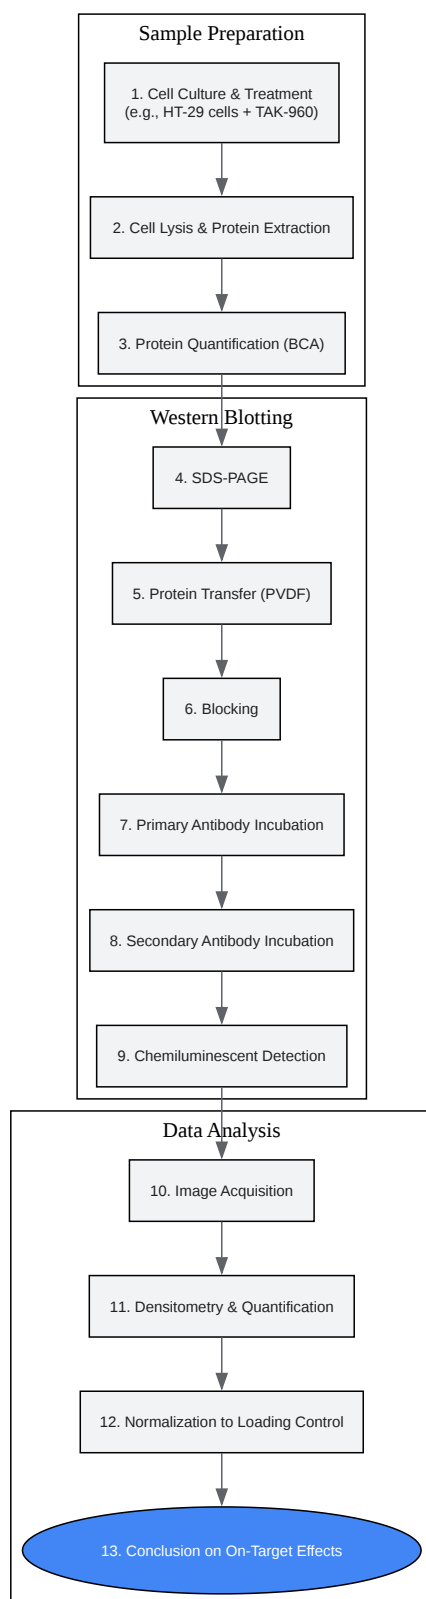 Sample Preparation
1. Cell Culture & Treatment
(e.g., HT-29 cells + TAK-960)
2. Cell Lysis & Protein Extraction
3. Protein Quantification (BCA)
Western Blotting
4. SDS-PAGE
5. Protein Transfer (PVDF)
6. Blocking
7. Primary Antibody Incubation
8. Secondary Antibody Incubation
9. Chemiluminescent Detection
Data Analysis
10. Image Acquisition
11. Densitometry & Quantification
12. Normalization to Loading Control
13. Conclusion on On-Target Effects